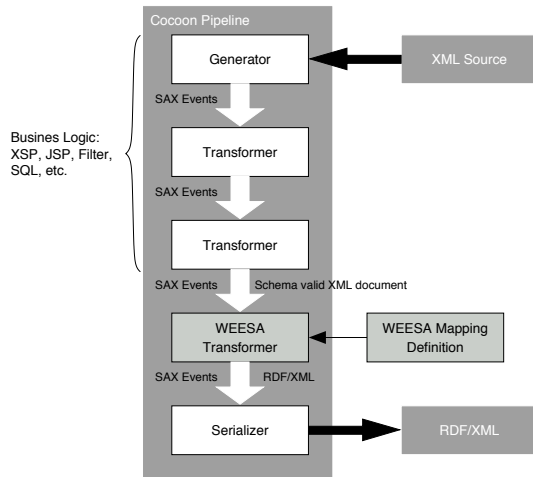 Cocoon Pipeline
Generator
XML Source
SAX Events
Busines Logic:
XSP, JSP, Filter,
SQL, etc.
Transformer
SAX Events
Transformer
SAX Events
Schema valid XML document
WEESA
Transformer
WEESA Mapping
Definition
SAX Events
RDF/XML
Serializer
RDF/XML